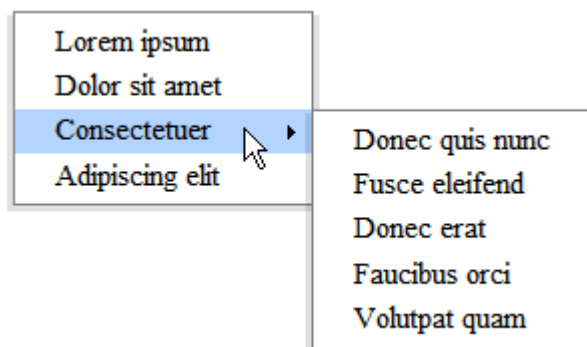 Lorem ipsum
Dolor sit amet
Consectetuer
Adipiscing elit
Donec quis nunc
Fusce eleifend
Donec erat
Faucibus orci
Volutpat quam